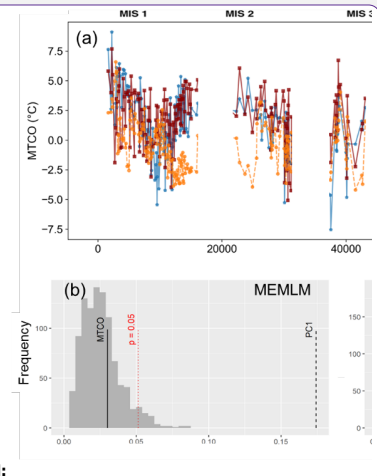 MIS 1 MIS 2 MIS 3
(a)
MTCO (°C)
7.5
5.0
2.5
0.0
−2.5
−5.0
−7.5
0 20000 40000
(b) MEMLM
Frequency
MTCO
p = 0.05
PC1
100
50
0
0.00 0.05 0.10 0.15
150
100
50
0